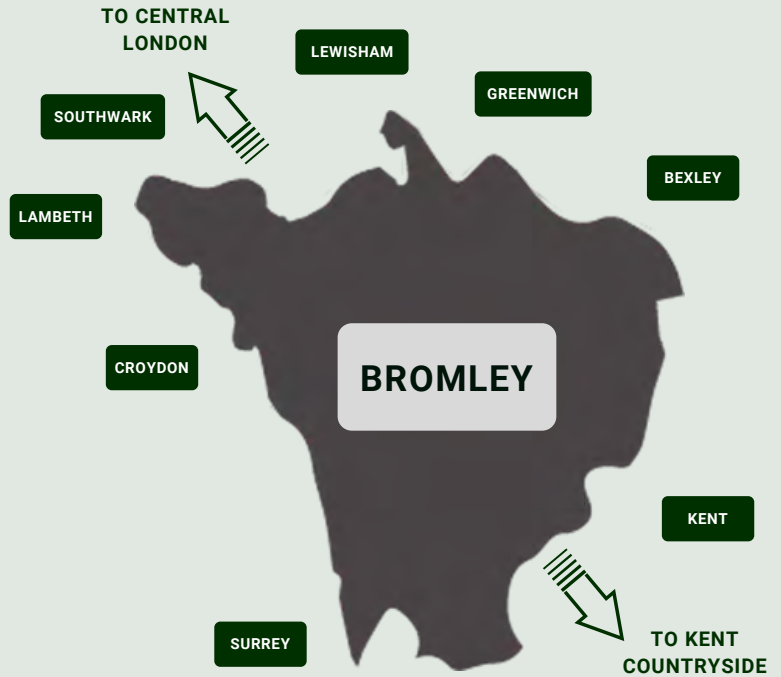 TO CENTRAL
LONDON
LEWISHAM
GREENWICH
SOUTHWARK
BEXLEY
LAMBETH
CROYDON
BROMLEY
KENT
SURREY
TO KENT
COUNTRYSIDE